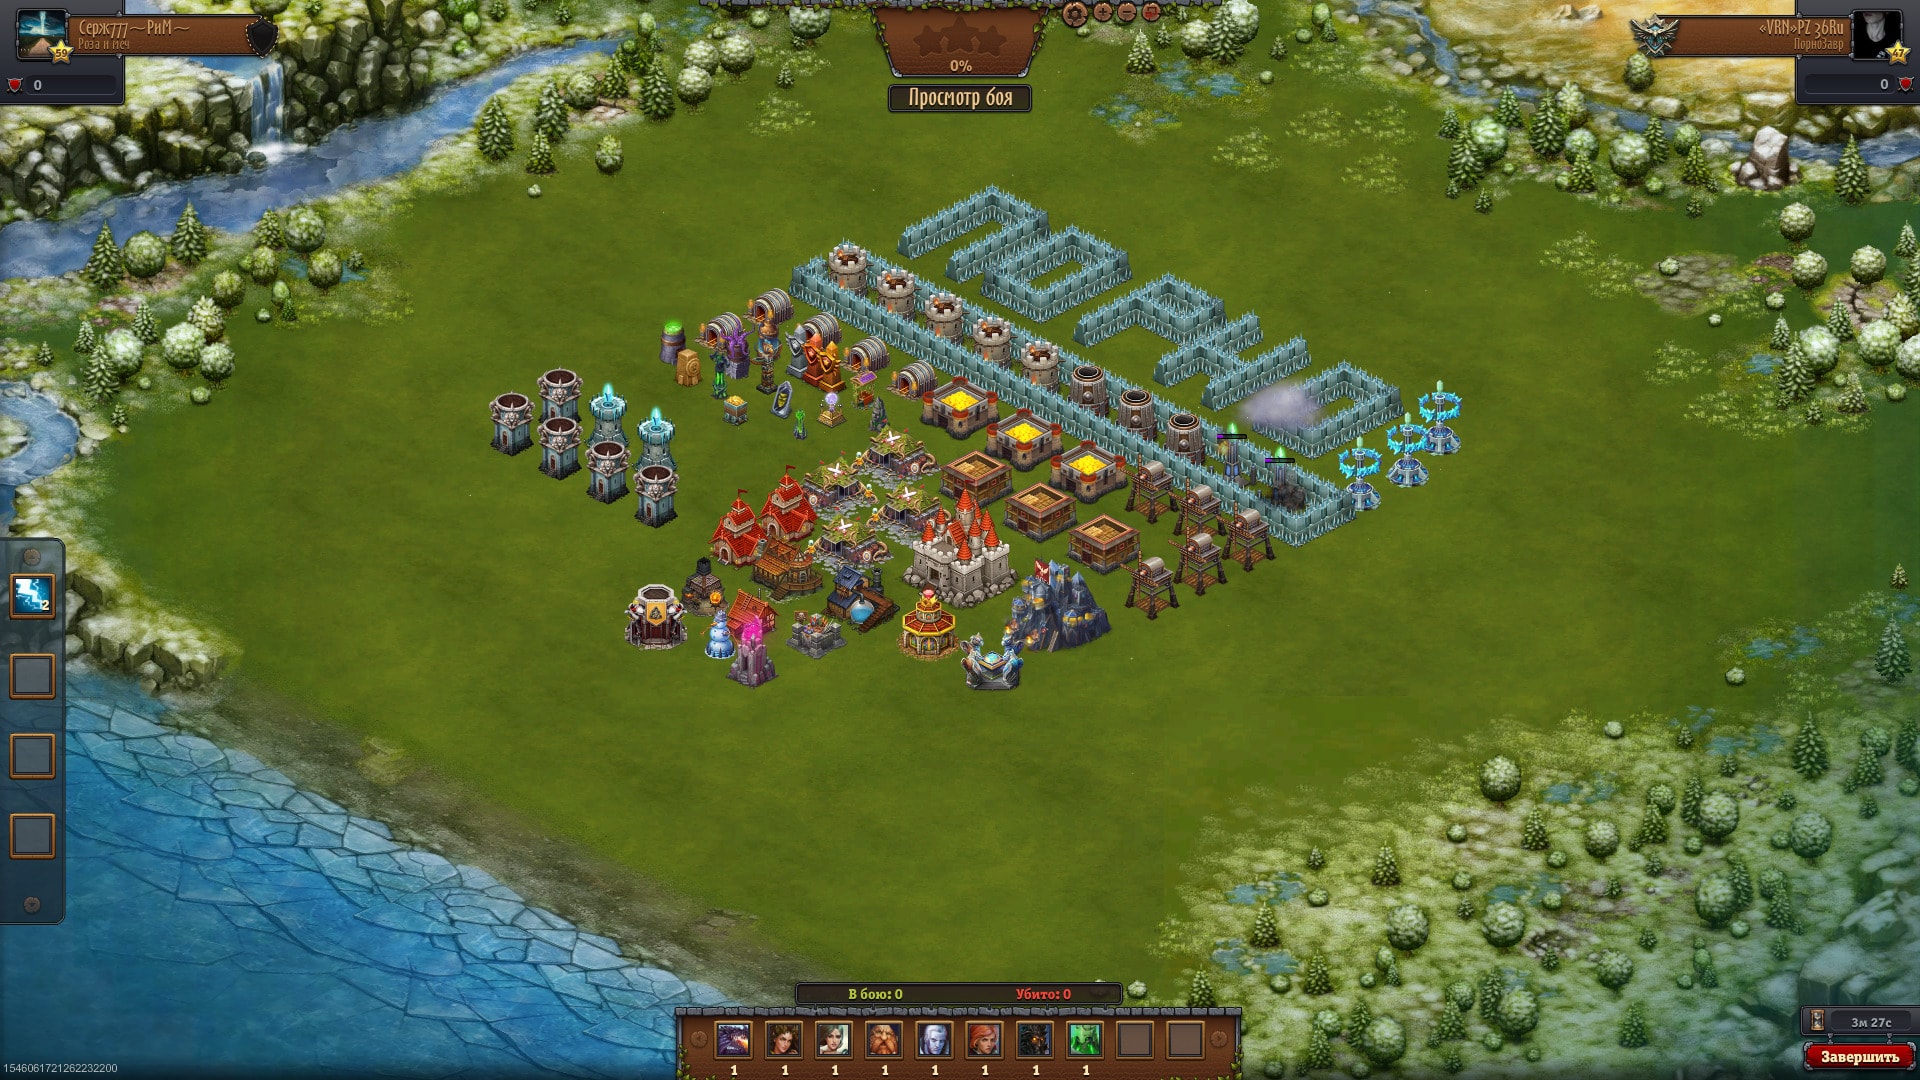 Серж777~РиМ~
Роза и Меч
59
0
0%
Просмотр боя
«VRN»PZ 36Ru
ПорноЗавр
47
0
ПОРНО
2
В бою: 0 Убито: 0
1 1 1 1 1 1 1 1
3м 27с
Завершить
1546061721262232200